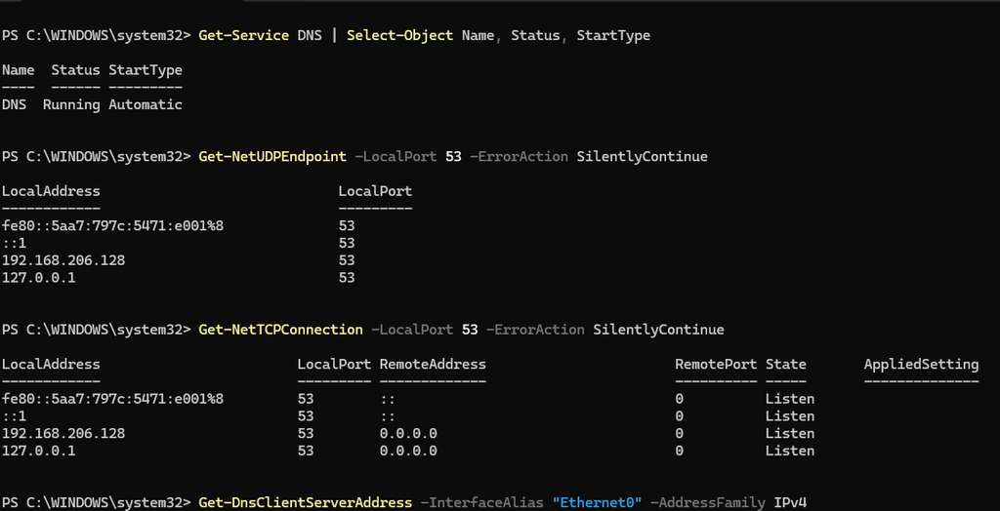 PS C:\WINDOWS\system32> Get-Service DNS | Select-Object Name, Status, StartType
Name Status StartType
---- ------ ---------
DNS Running Automatic
PS C:\WINDOWS\system32> Get-NetUDPEndpoint -LocalPort 53 -ErrorAction SilentlyContinue
LocalAddress LocalPort
------------ ---------
fe80::5aa7:797c:5471:e001%8 53
::1 53
192.168.206.128 53
127.0.0.1 53
PS C:\WINDOWS\system32> Get-NetTCPConnection -LocalPort 53 -ErrorAction SilentlyContinue
LocalAddress LocalPort RemoteAddress RemotePort State AppliedSetting
------------ --------- ------------- ---------- ----- --------------
fe80::5aa7:797c:5471:e001%8 53 :: 0 Listen
::1 53 :: 0 Listen
192.168.206.128 53 0.0.0.0 0 Listen
127.0.0.1 53 0.0.0.0 0 Listen
PS C:\WINDOWS\system32> Get-DnsClientServerAddress -InterfaceAlias "Ethernet0" -AddressFamily IPv4